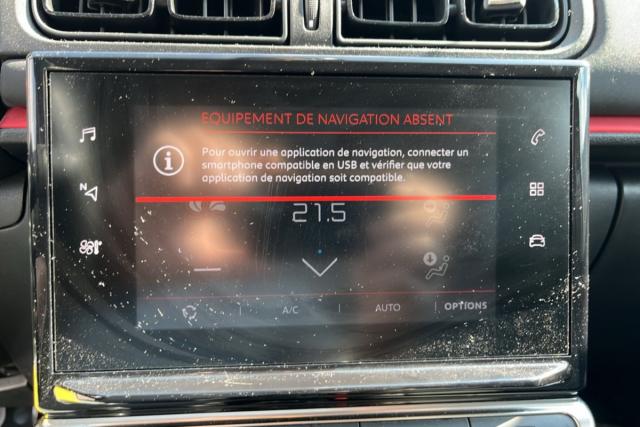 EQUIPEMENT DE NAVIGATION ABSENT
Pour ouvrir une application de navigation, connecter un
smartphone compatible en USB et vérifier que votre
application de navigation soit compatible.
N
21.5
A/C
AUTO
OPTIONS